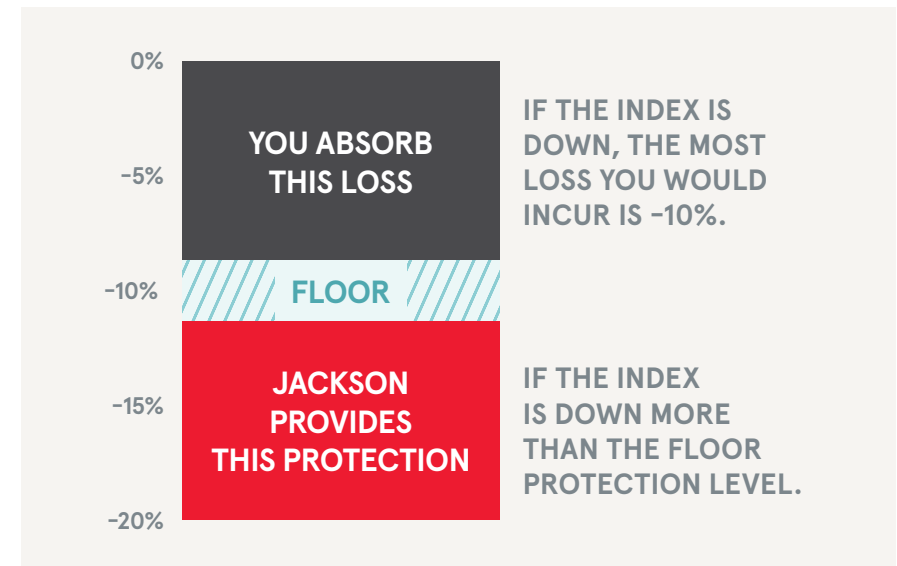 0%
-5%
-10%
-15%
-20%
YOU ABSORB
THIS LOSS
FLOOR
JACKSON
PROVIDES
THIS PROTECTION
IF THE INDEX IS
DOWN, THE MOST
LOSS YOU WOULD
INCUR IS -10%.
IF THE INDEX
IS DOWN MORE
THAN THE FLOOR
PROTECTION LEVEL.